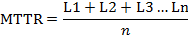 MTTR = (L1 + L2 + L3 … Ln) / n